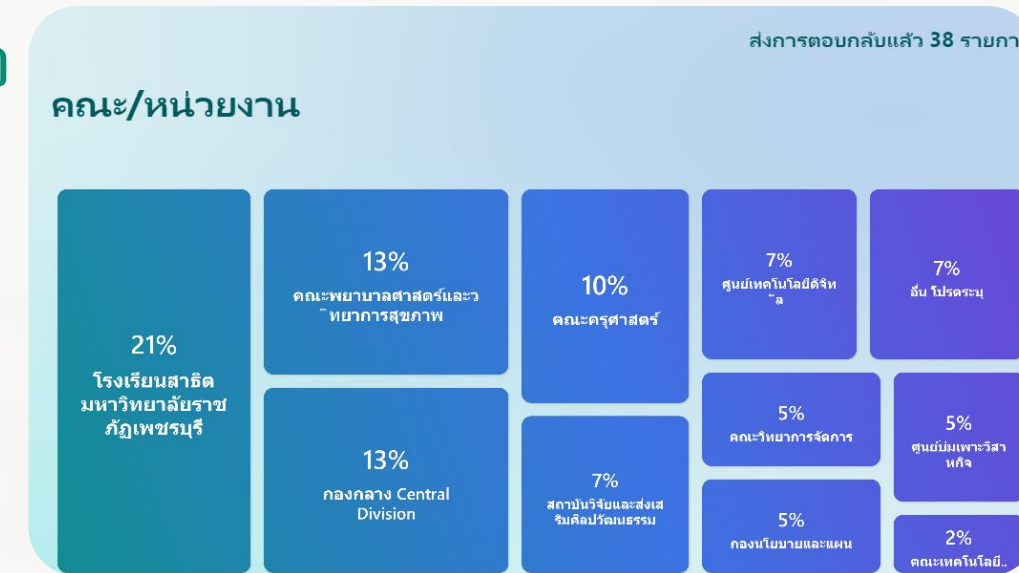 ส่งการตอบกลับแล้ว 38 รายกา
คณะ/หน่วยงาน
21%
โรงเรียนสาธิต
มหาวิทยาลัยราช
ภัฏเพชรบุรี
13%
คณะพยาบาลศาสตร์และว
ิทยาการสุขภาพ
13%
กองกลาง Central
Division
10%
คณะครุศาสตร์
7%
สถาบันวิจัยและส่งเส
ริมศิลปวัฒนธรรม
7%
ศูนย์เทคโนโลยีดิจิท
ัล
7%
อื่น โปรดระบุ
5%
คณะวิทยาการจัดการ
5%
กองนโยบายและแผน
5%
ศูนย์บ่มเพาะวิสา
หกิจ
2%
คณะเทคโนโลยี..